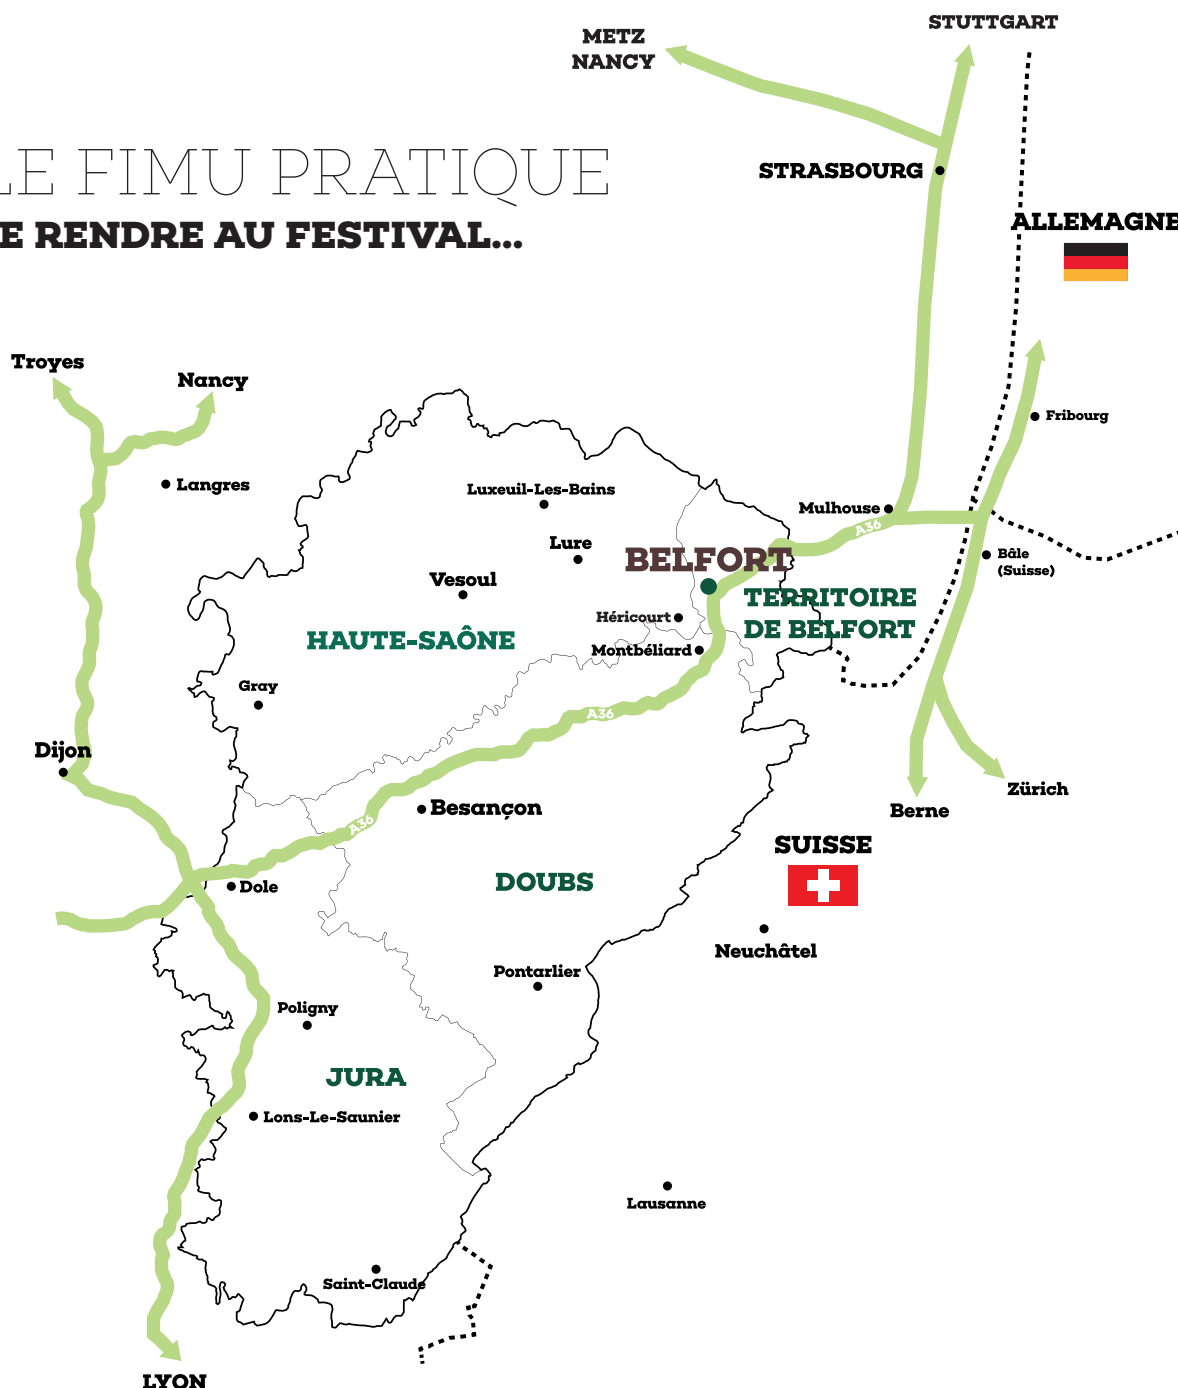 STUTTGART
METZ
NANCY
LE FIMU PRATIQUE
STRASBOURG
E RENDRE AU FESTIVAL...
ALLEMAGNE
Troyes
Nancy
Fribourg
Langres
Luxeuil-Les-Bains
Mulhouse
A36
Lure
BELFORT
Bâle
(Suisse)
Vesoul
TERRITOIRE
DE BELFORT
Héricourt
HAUTE-SAÔNE
Montbéliard
Gray
A36
Dijon
Zürich
Berne
Besançon
A36
SUISSE
DOUBS
Dole
Neuchâtel
Pontarlier
Poligny
JURA
Lons-Le-Saunier
Lausanne
Saint-Claude
LYON